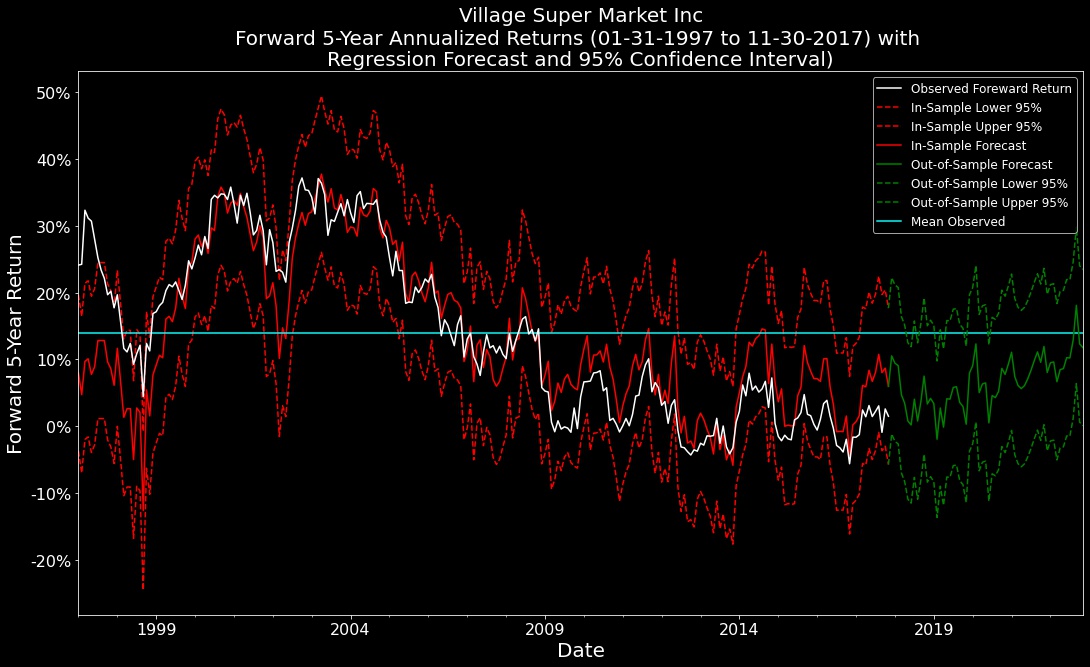 Village Super Market Inc
Forward 5-Year Annualized Returns (01-31-1997 to 11-30-2017) with
Regression Forecast and 95% Confidence Interval)
Forward 5-Year Return
50%
40%
30%
20%
10%
0%
-10%
-20%
Observed Foreward Return
In-Sample Lower 95%
In-Sample Upper 95%
In-Sample Forecast
Out-of-Sample Forecast
Out-of-Sample Lower 95%
Out-of-Sample Upper 95%
Mean Observed
1999 2004 2009 2014 2019
Date